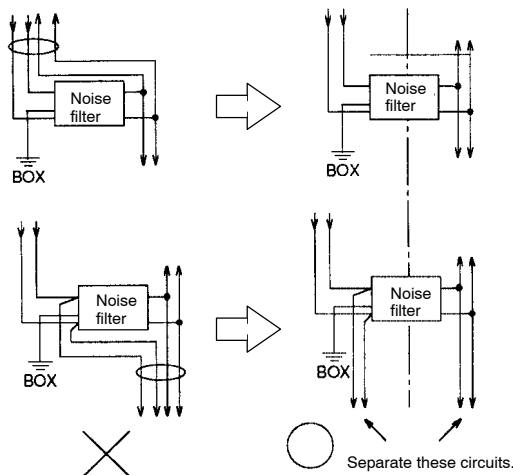 Noise
filter
BOX
Noise
filter
BOX
Noise
filter
BOX
Noise
filter
BOX
Separate these circuits.